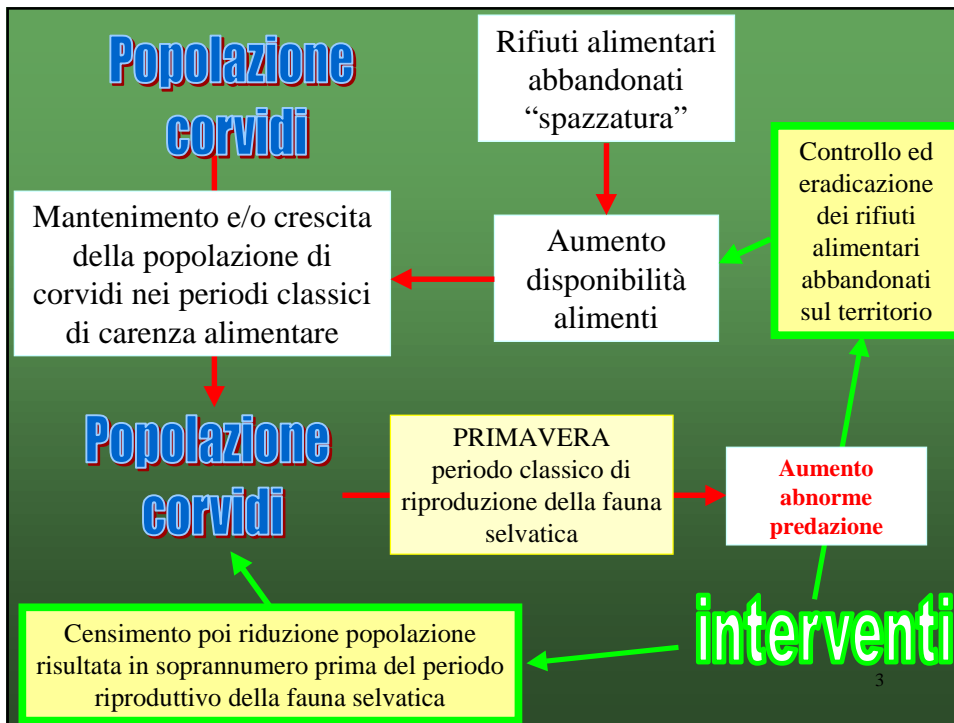 Popolazione
corvidi
Rifiuti alimentari
abbandonati
“spazzatura”
Controllo ed
eradicazione
dei rifiuti
alimentari
abbandonati
sul territorio
Mantenimento e/o crescita
della popolazione di
corvidi nei periodi classici
di carenza alimentare
Aumento
disponibilità
alimenti
Popolazione
corvidi
PRIMAVERA
periodo classico di
riproduzione della fauna
selvatica
Aumento
abnorme
predazione
interventi
Censimento poi riduzione popolazione
risultata in soprannumero prima del periodo
riproduttivo della fauna selvatica
3